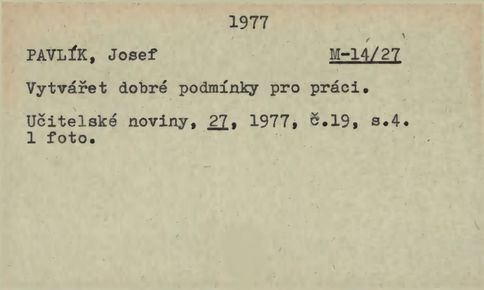 1977
PAVLÍK, Josef M-14/27
Vytvářet dobré podmínky pro práci.
Učitelské noviny, 27, 1977, č.19, s.4.
1 foto.